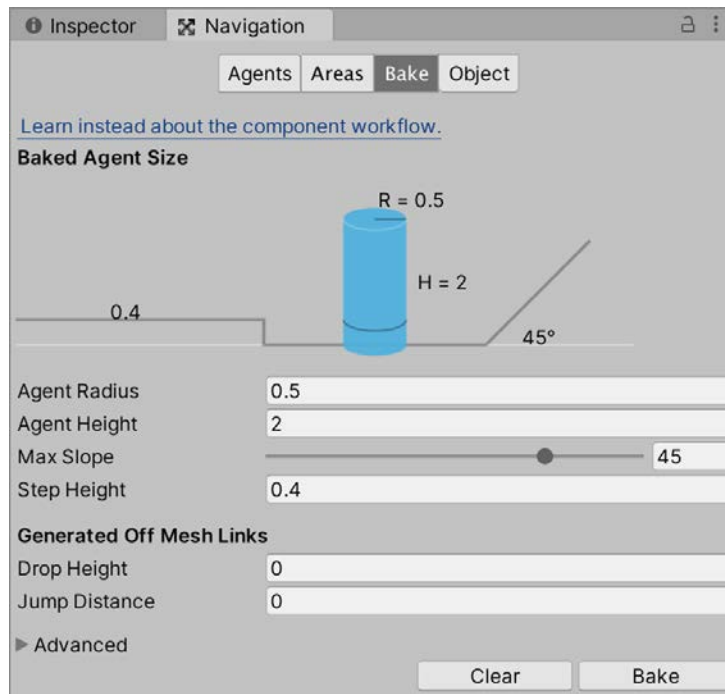 Inspector Navigation
Agents Areas Bake Object
Learn instead about the component workflow.
Baked Agent Size
R = 0.5
H = 2
0.4
45°
Agent Radius 0.5
Agent Height 2
Max Slope 45
Step Height 0.4
Generated Off Mesh Links
Drop Height 0
Jump Distance 0
Advanced
Clear Bake